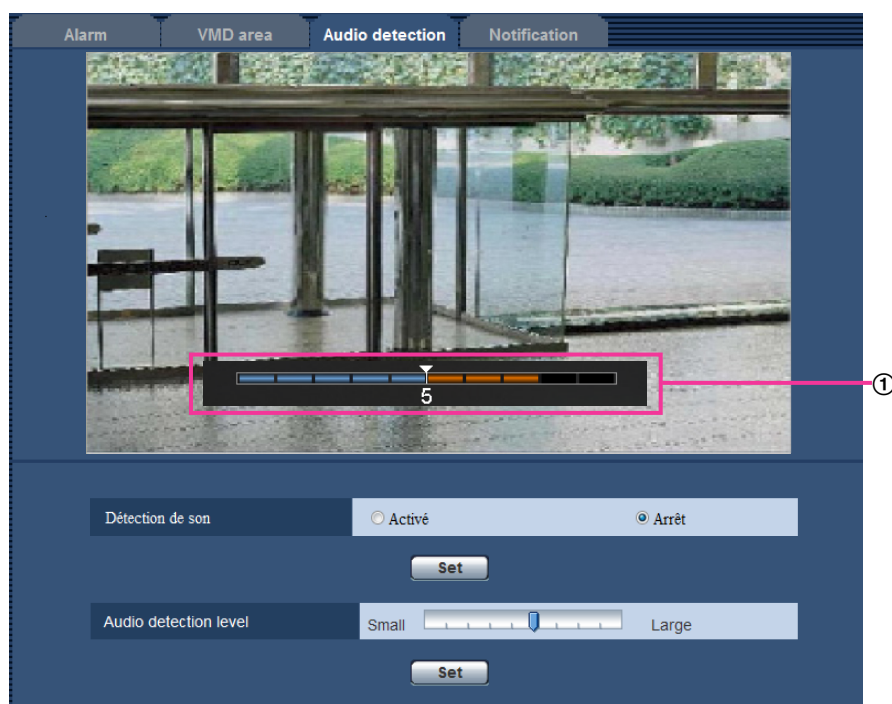 Alarm VMD area Audio detection Notification
5
①
Détection de son Activé Arrêt
Set
Audio detection level Small Large
Set